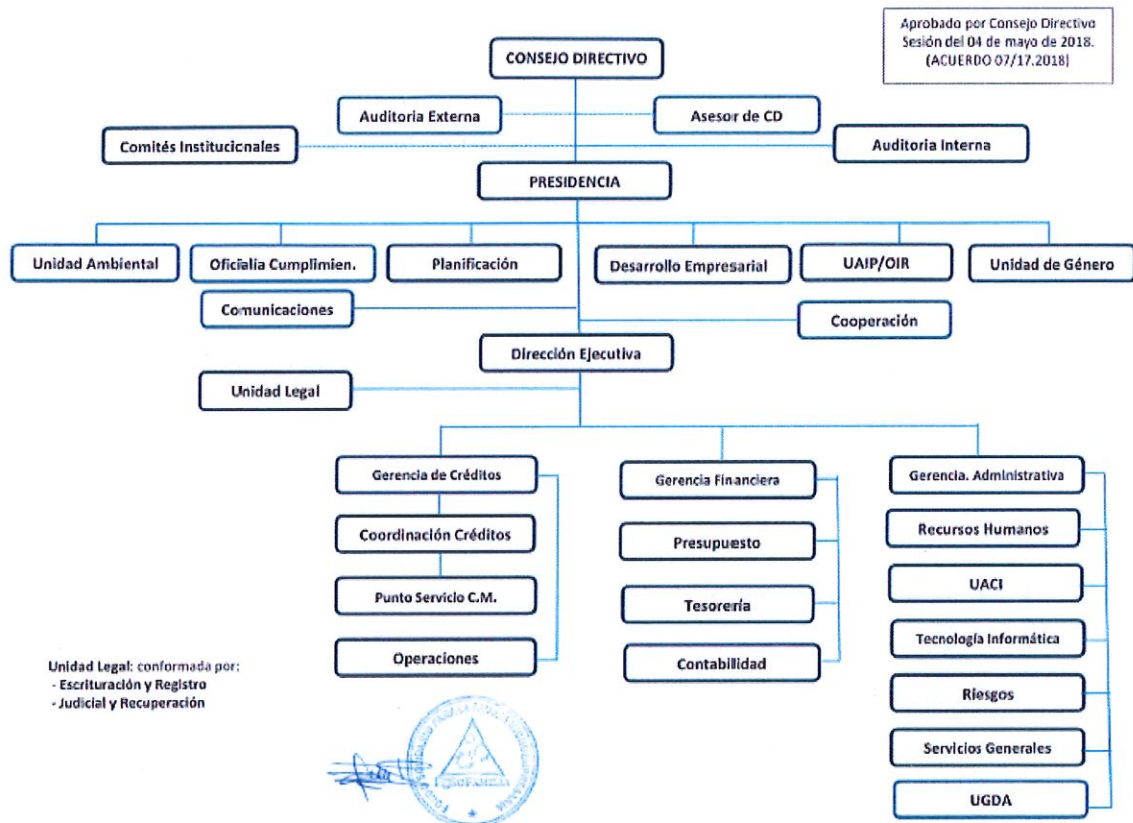 Aprobado por Consejo Directivo
Sesión del 04 de mayo de 2018.
(ACUERDO 07/17.2018)
CONSEJO DIRECTIVO
Auditoria Externa
Asesor de CD
Comités Institucionales
Auditoria Interna
PRESIDENCIA
Unidad Ambiental
Oficialía Cumplimien.
Planificación
Desarrollo Empresarial
UAIP/OIR
Unidad de Género
Comunicaciones
Cooperación
Dirección Ejecutiva
Unidad Legal
Gerencia de Créditos
Gerencia Financiera
Gerencia. Administrativa
Coordinación Créditos
Presupuesto
Recursos Humanos
Punto Servicio C.M.
Tesorería
UACI
Operaciones
Contabilidad
Tecnología Informática
Riesgos
Servicios Generales
UGDA
Unidad Legal: conformada por:
- Escrituración y Registro
- Judicial y Recuperación